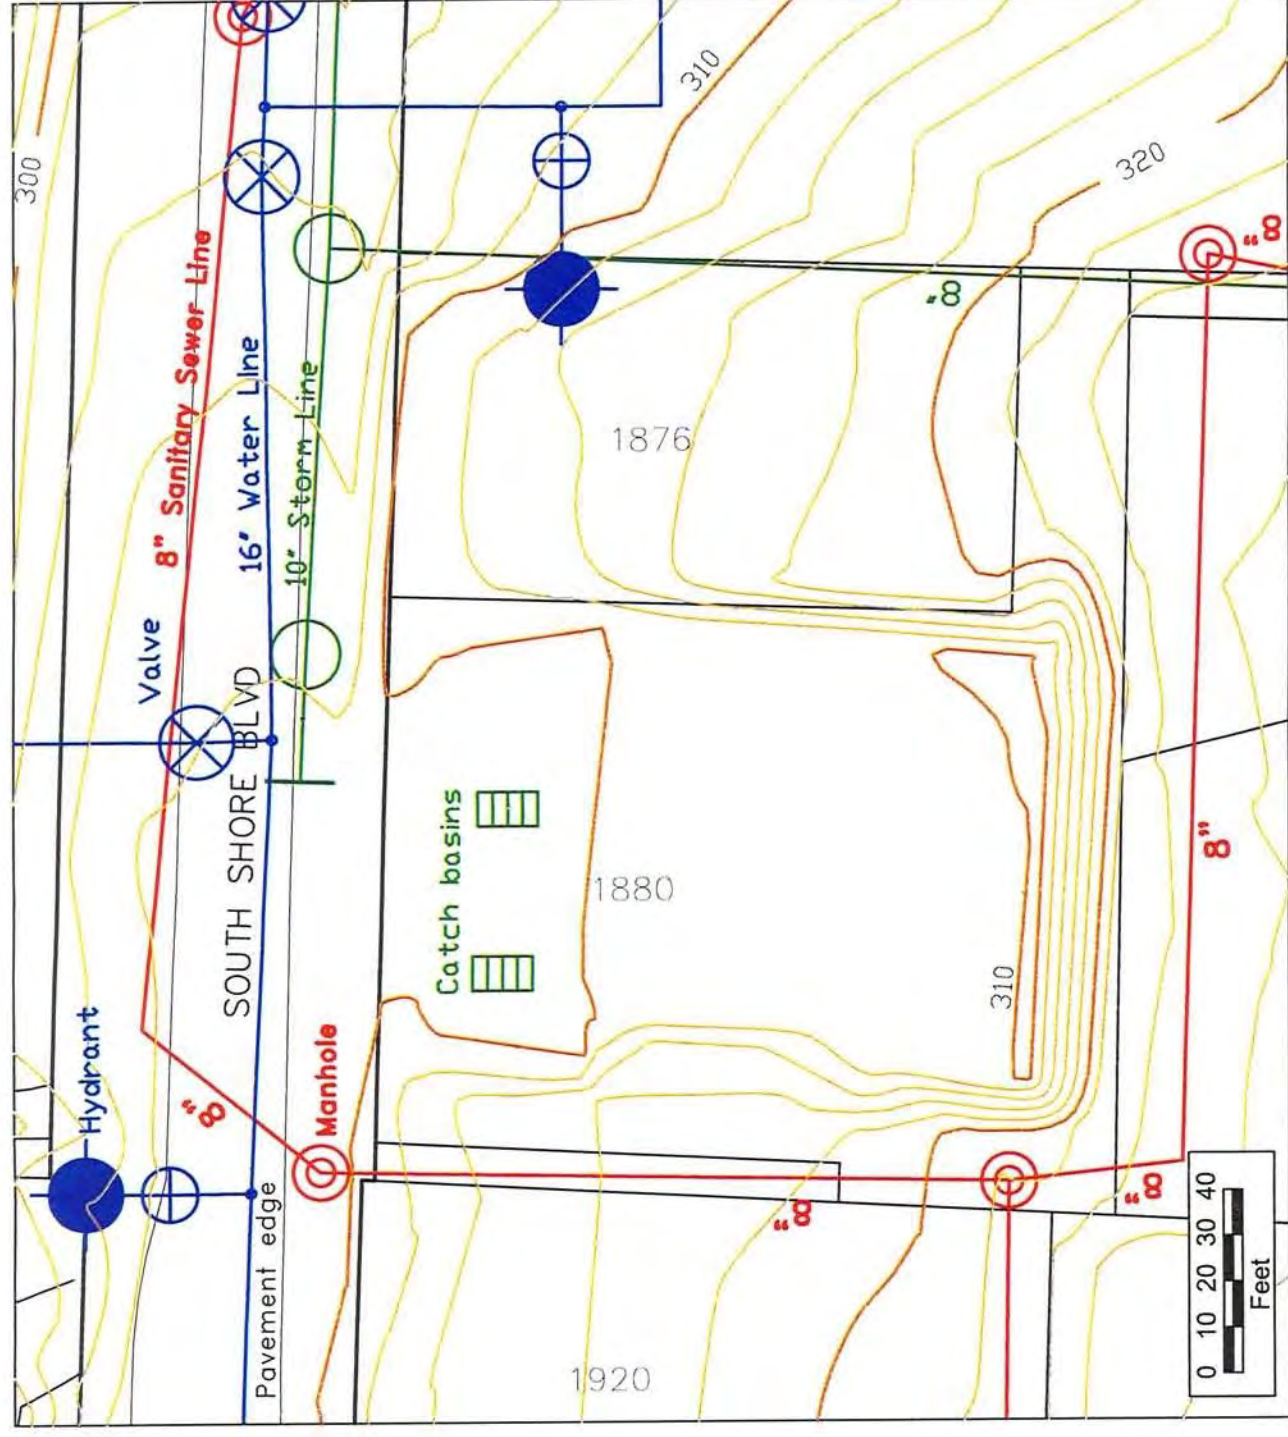 300
310
320
8" Sanitary Sewer Line
16" Water Line
10" Storm Line
Valve
SOUTH SHORE BLVD
Hydrant
Manhole
Pavement edge
Catch basins
1876
1880
1920
310
8"
8"
8"
8"
8"
8"
0 10 20 30 40
Feet